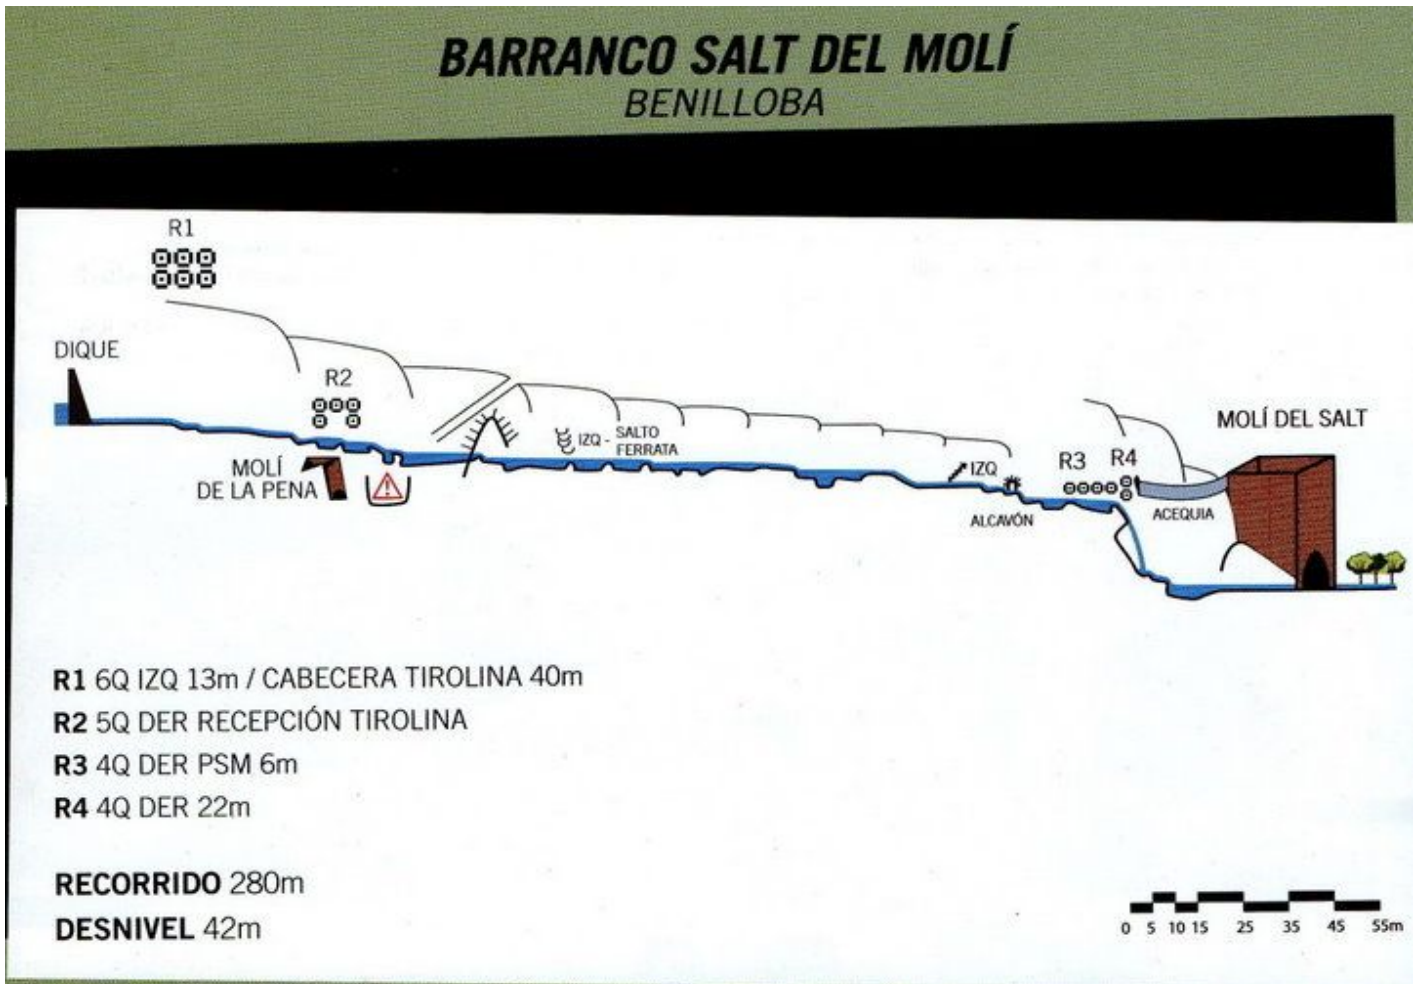 BARRANCO SALT DEL MOLÍ
BENILLOBA
R1
DIQUE
R2
MOLÍ DEL SALT
IZQ - SALTO
FERRATA
MOLÍ
DE LA PENA
IZQ
R3
R4
ALCAVÓN
ACEQUIA
R1 6Q IZQ 13m / CABECERA TIROLINA 40m
R2 5Q DER RECEPCIÓN TIROLINA
R3 4Q DER PSM 6m
R4 4Q DER 22m
RECORRIDO 280m
DESNIVEL 42m
0 5 10 15 25 35 45 55m